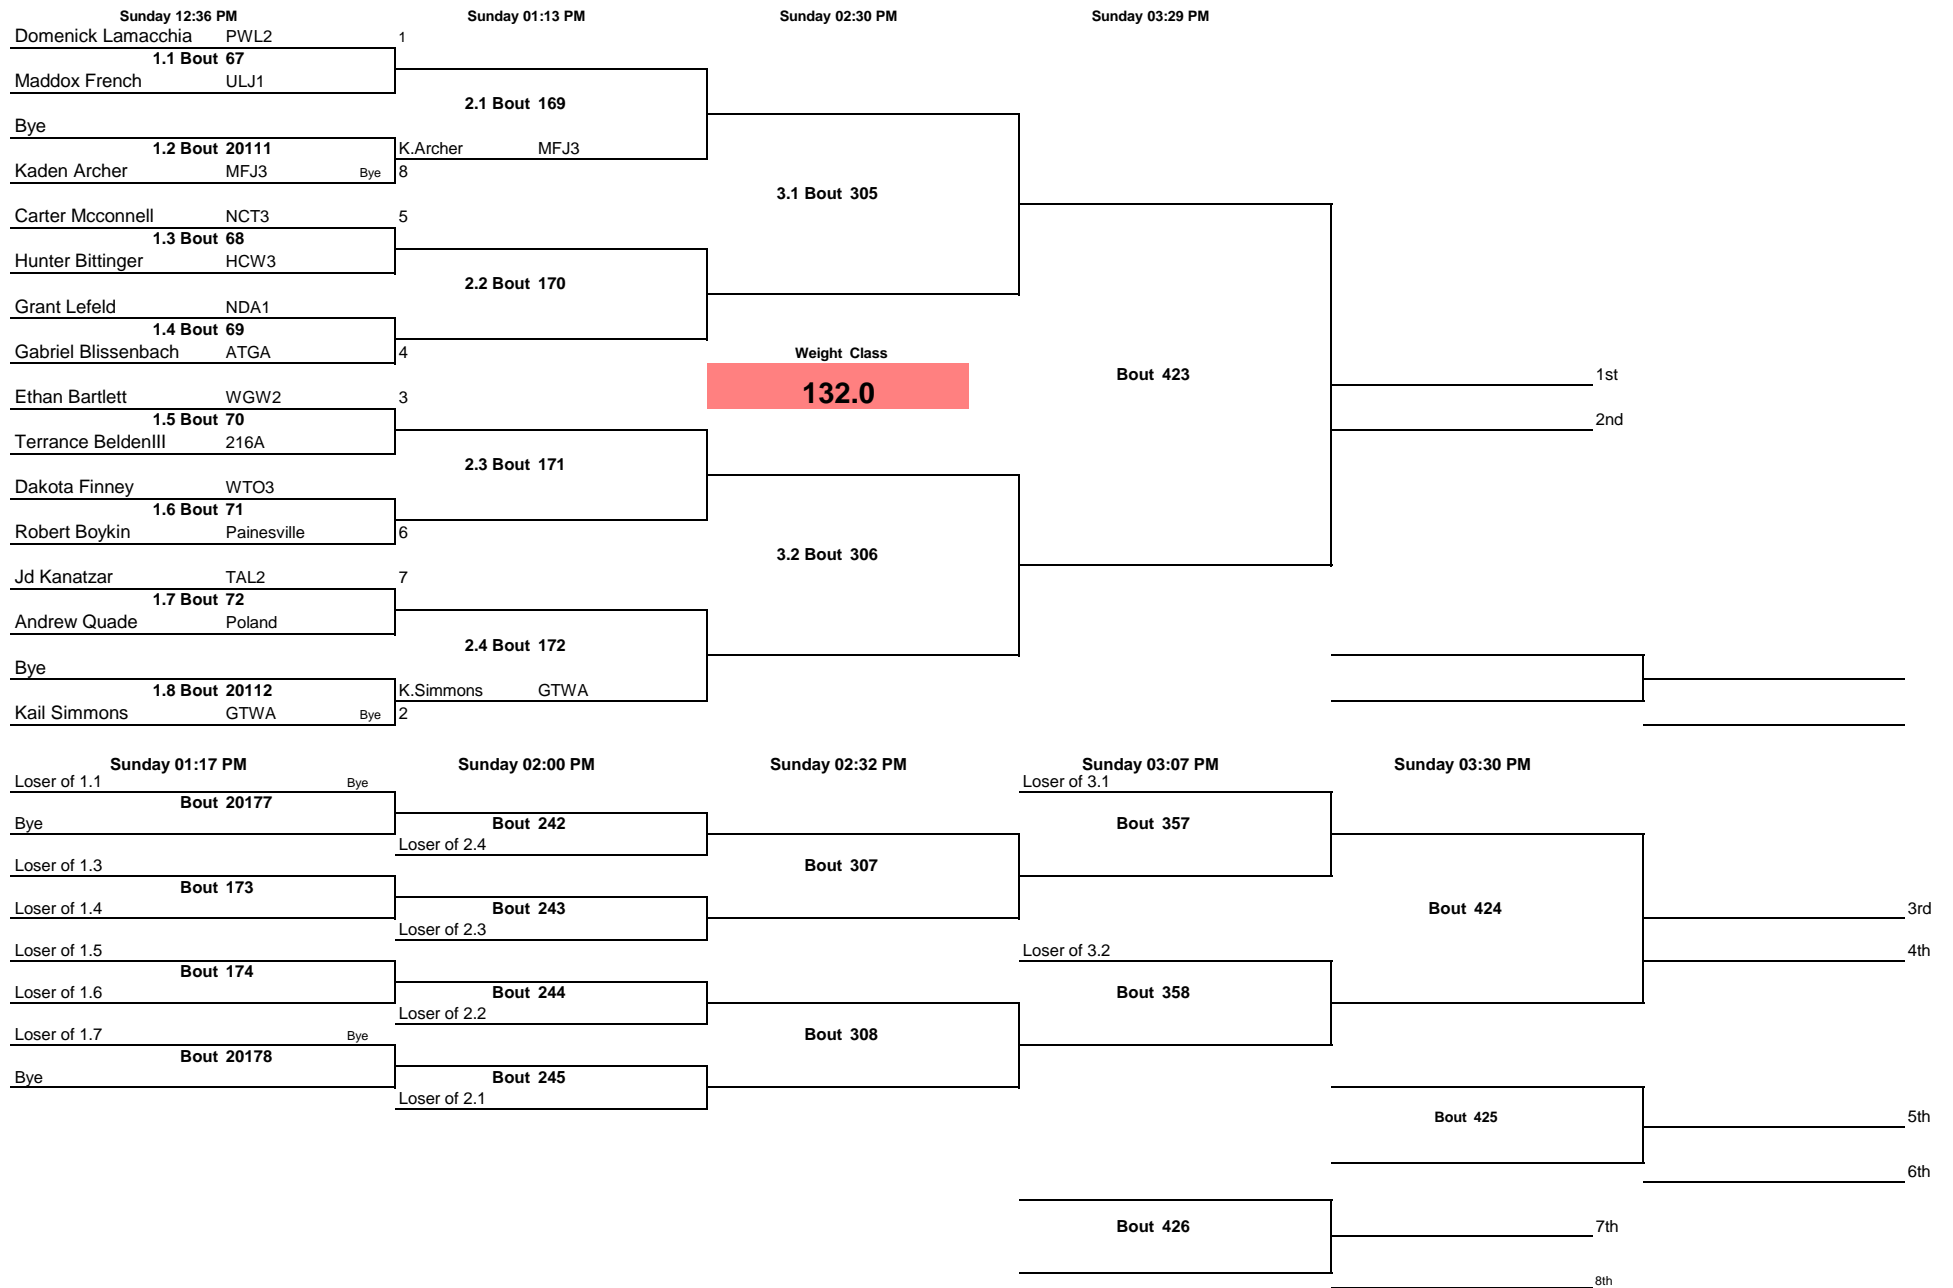 Sunday 12:36 PM Sunday 01:13 PM Sunday 02:30 PM Sunday 03:29 PM
Domenick Lamacchia PWL2 1
1.1 Bout 67
Maddox French ULJ1
2.1 Bout 169
Bye
1.2 Bout 20111 K.Archer MFJ3
Kaden Archer MFJ3 Bye 8
3.1 Bout 305
Carter Mcconnell NCT3 5
1.3 Bout 68
Hunter Bittinger HCW3
2.2 Bout 170
Grant Lefeld NDA1
1.4 Bout 69
Gabriel Blissenbach ATGA 4 Weight Class
Bout 423 1st
132.0
Ethan Bartlett WGW2 3
1.5 Bout 70 2nd
Terrance BeldenIII 216A
2.3 Bout 171
Dakota Finney WTO3
1.6 Bout 71
Robert Boykin Painesville 6
3.2 Bout 306
Jd Kanatzar TAL2 7
1.7 Bout 72
Andrew Quade Poland
2.4 Bout 172
Bye
1.8 Bout 20112 K.Simmons GTWA
Kail Simmons GTWA Bye 2
Sunday 01:17 PM Sunday 02:00 PM Sunday 02:32 PM Sunday 03:07 PM Sunday 03:30 PM
Loser of 1.1 Bye Loser of 3.1
Bout 20177
Bye Bout 242 Bout 357
Loser of 2.4
Loser of 1.3 Bout 307
Bout 173
Loser of 1.4 Bout 243 Bout 424 3rd
Loser of 2.3
Loser of 1.5 Loser of 3.2 4th
Bout 174
Loser of 1.6 Bout 244 Bout 358
Loser of 2.2
Loser of 1.7 Bye Bout 308
Bout 20178
Bye Bout 245
Loser of 2.1
Bout 425 5th
6th
Bout 426 7th
8th